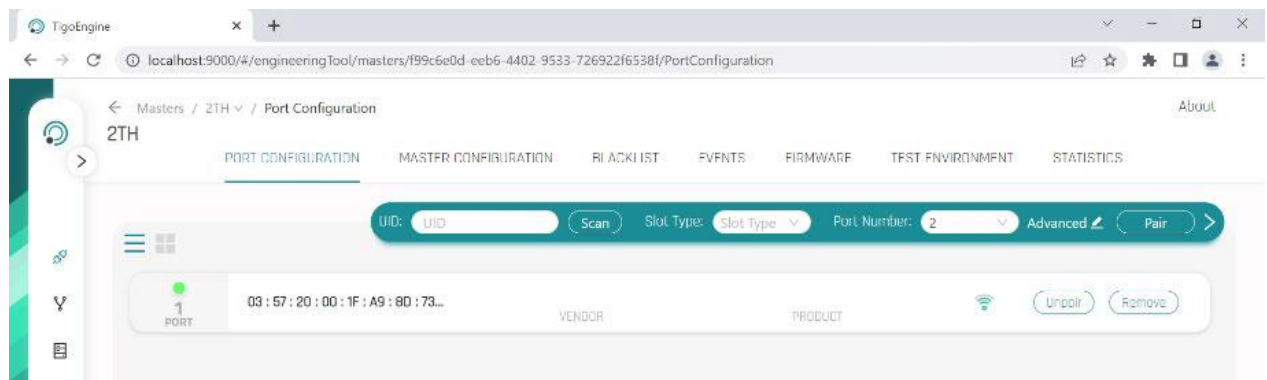 TigoEngine
localhost:9000/#/engineeringTool/masters/f99c6e0d-eeb6-4402-9533-726922f6538f/PortConfiguration
Masters / 2TH / Port Configuration
About
2TH
PORT CONFIGURATION MASTER CONFIGURATION BLACKLIST EVENTS FIRMWARE TEST ENVIRONMENT STATISTICS
UID: UID Scan Slot Type: Slot Type Port Number: 2 Advanced Pair
1
PORT
03 : 57 : 20 : 00 : 1F : A9 : 8D : 73...
VENDOR PRODUCT
Unpair Remove